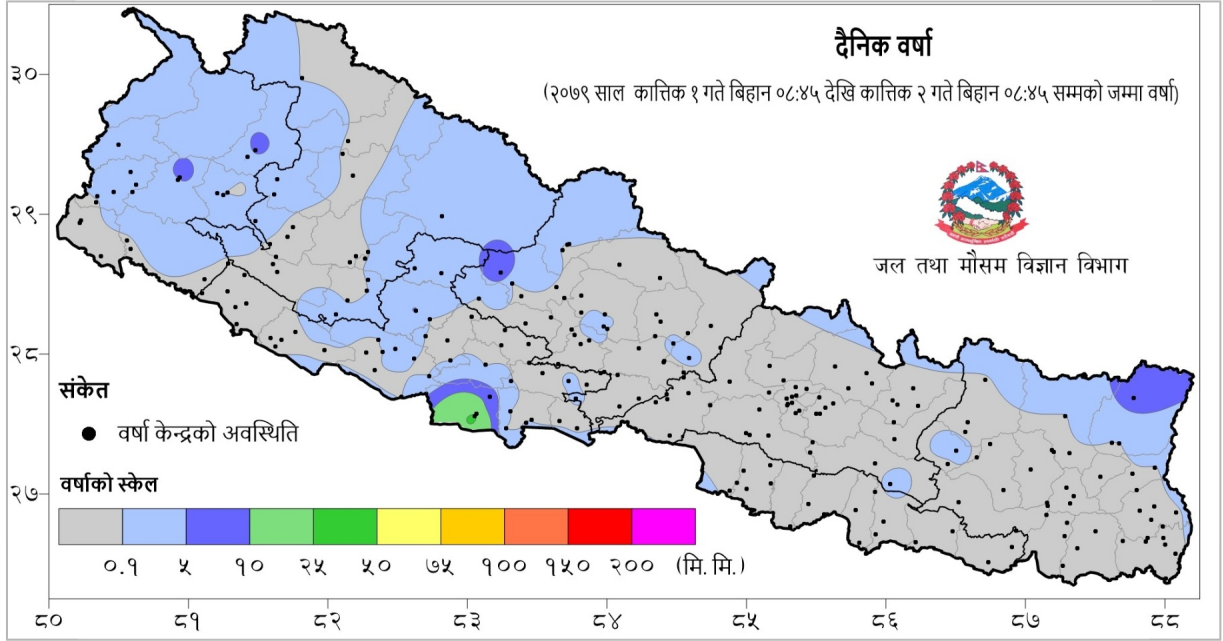 दैनिक वर्षा
(२०७९ साल कात्तिक १ गते बिहान ०८:४५ देखि कात्तिक २ गते बिहान ०८:४५ सम्मको जम्मा वर्षा)
जल तथा मौसम विज्ञान विभाग
३०
२९
२८
२७
संकेत
वर्षा केन्द्रको अवस्थिति
वर्षाको स्केल
०.१ ५ १० २५ ५० ७५ १०० १५० २०० (मि.मि.)
८० ८१ ८२ ८३ ८४ ८५ ८६ ८७ ८८